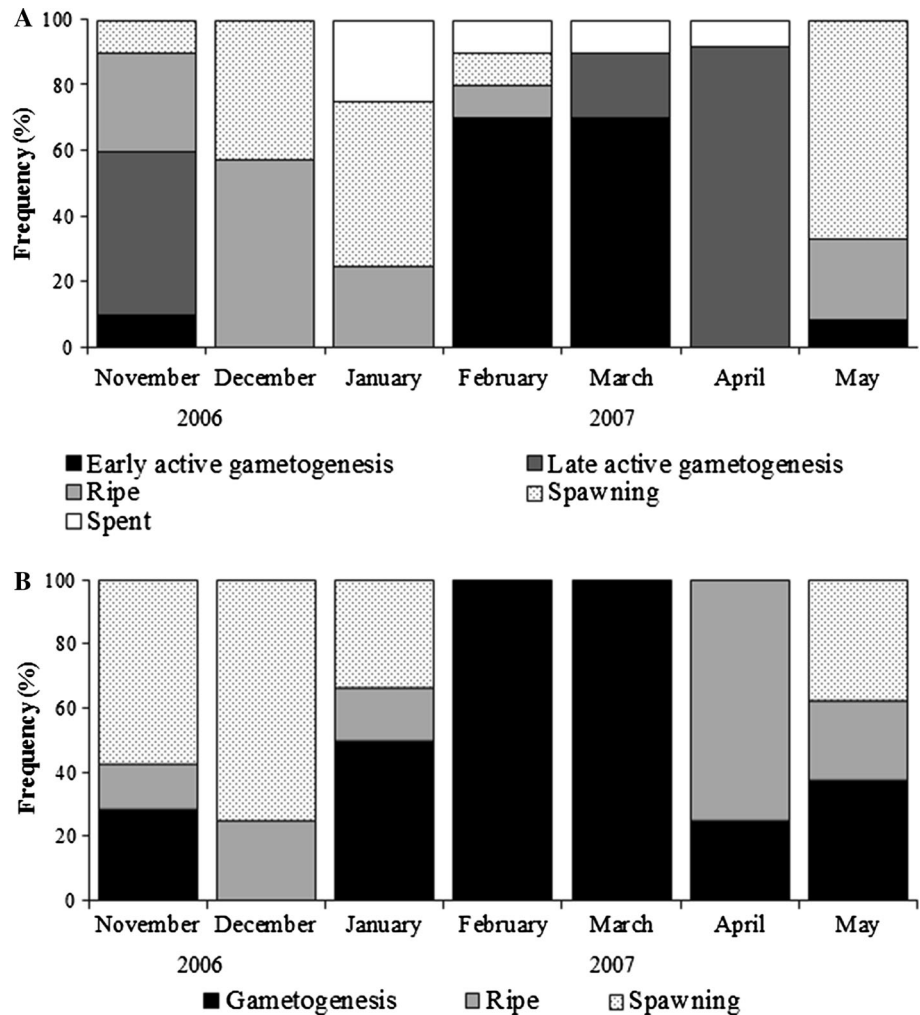 A
100
80
60
40
20
0
Frequency (%)
November December January February March April May
2006 2007
Early active gametogenesis Late active gametogenesis
Ripe Spawning
Spent
B
100
80
60
40
20
0
Frequency (%)
November December January February March April May
2006 2007
Gametogenesis Ripe Spawning